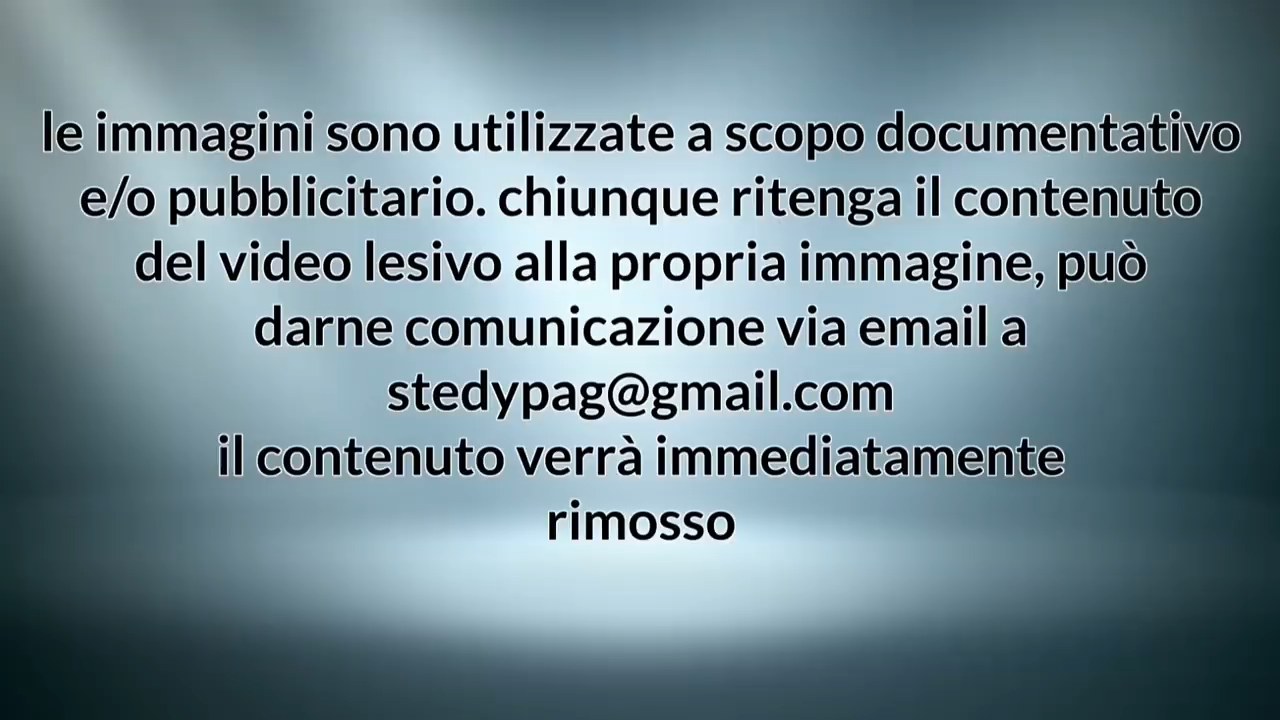 le immagini sono utilizzate a scopo documentativo
e/o pubblicitario. chiunque ritenga il contenuto
del video lesivo alla propria immagine, può
darne comunicazione via email a
stedypag@gmail.com
il contenuto verrà immediatamente
rimosso